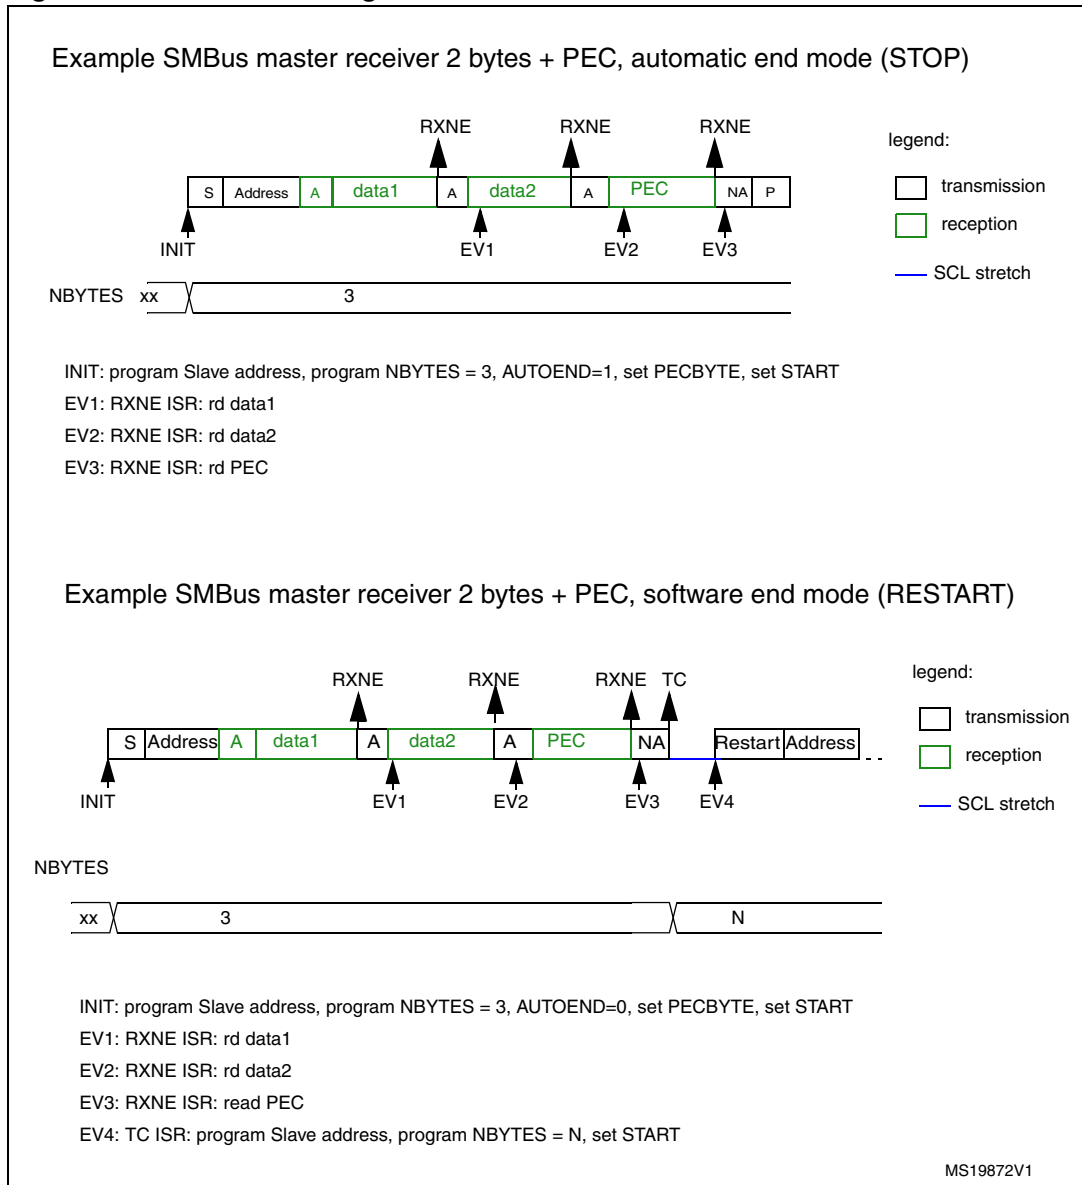 Example SMBus master receiver 2 bytes + PEC, automatic end mode (STOP)
RXNE RXNE RXNE
legend:
S Address A data1 A data2 A PEC NA P
transmission
reception
INIT EV1 EV2 EV3
SCL stretch
NBYTES xx 3
INIT: program Slave address, program NBYTES = 3, AUTOEND=1, set PECBYTE, set START
EV1: RXNE ISR: rd data1
EV2: RXNE ISR: rd data2
EV3: RXNE ISR: rd PEC
Example SMBus master receiver 2 bytes + PEC, software end mode (RESTART)
RXNE RXNE RXNE TC
legend:
transmission
S Address A data1 A data2 A PEC NA Restart Address
reception
INIT EV1 EV2 EV3 EV4
SCL stretch
NBYTES
xx 3 N
INIT: program Slave address, program NBYTES = 3, AUTOEND=0, set PECBYTE, set START
EV1: RXNE ISR: rd data1
EV2: RXNE ISR: rd data2
EV3: RXNE ISR: read PEC
EV4: TC ISR: program Slave address, program NBYTES = N, set START
MS19872V1